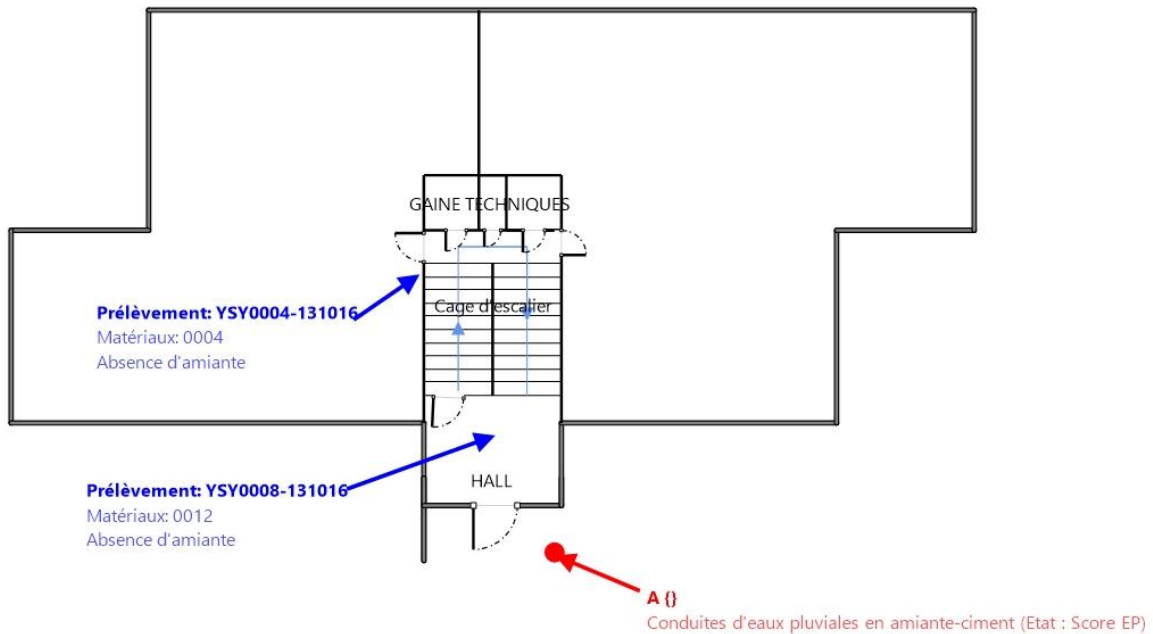 GAINE TECHNIQUES
Cage d'escalier
Prélèvement: YSY0004-131016
Matériaux: 0004
Absence d'amiante
HALL
Prélèvement: YSY0008-131016
Matériaux: 0012
Absence d'amiante
A {}
Conduites d'eaux pluviales en amiante-ciment (Etat : Score EP)